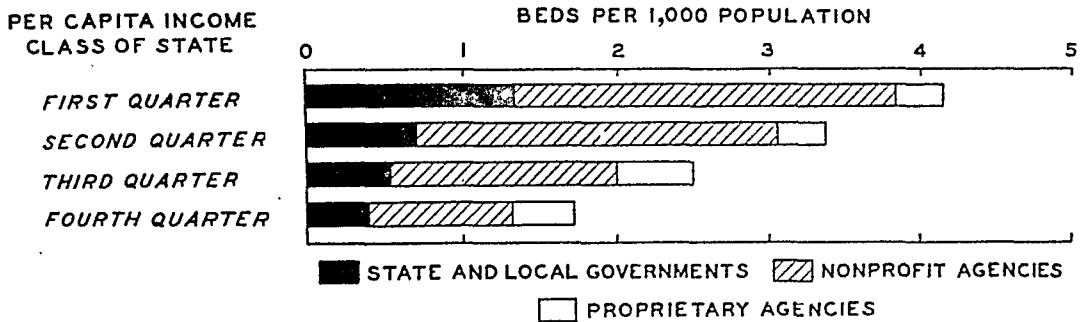 PER CAPITA INCOME
CLASS OF STATE
BEDS PER 1,000 POPULATION
0 1 2 3 4 5
FIRST QUARTER
SECOND QUARTER
THIRD QUARTER
FOURTH QUARTER
STATE AND LOCAL GOVERNMENTS NONPROFIT AGENCIES
PROPRIETARY AGENCIES